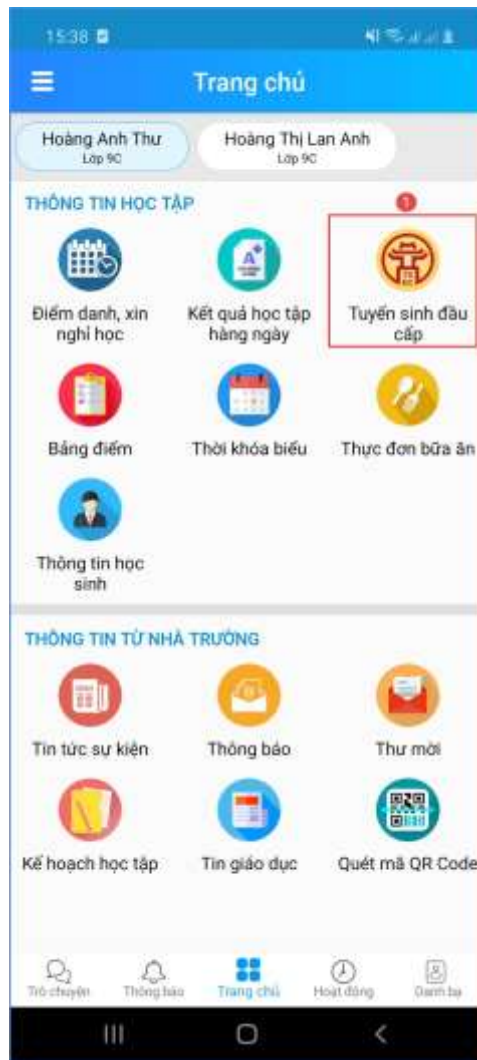 15:38
Trang chủ
Hoàng Anh Thư
Lớp 9C
Hoàng Thị Lan Anh
Lớp 9C
THÔNG TIN HỌC TẬP
1
Điểm danh, xin
nghỉ học
Kết quả học tập
hàng ngày
Tuyển sinh đầu
cấp
Bảng điểm
Thời khóa biểu
Thực đơn bữa ăn
Thông tin học
sinh
THÔNG TIN TỪ NHÀ TRƯỜNG
Tin tức sự kiện
Thông báo
Thư mời
Kế hoạch học tập
Tin giáo dục
Quét mã QR Code
Trò chuyện
Thông báo
Trang chủ
Hoạt động
Danh bạ